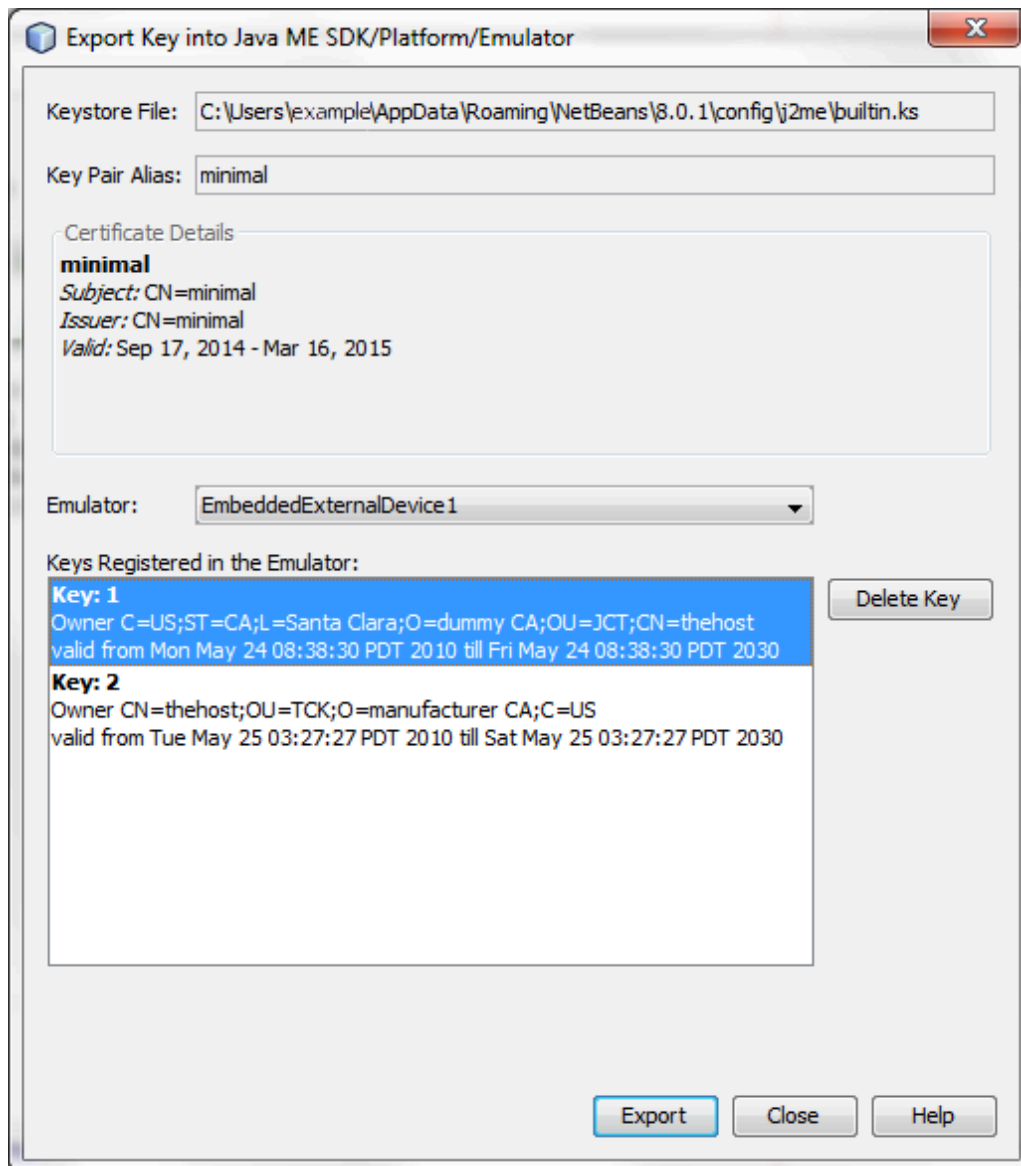 Export Key into Java ME SDK/Platform/Emulator
Keystore File: C:\Users\example\AppData\Roaming\NetBeans\8.0.1\config\j2me\builtin.ks
Key Pair Alias: minimal
Certificate Details
minimal
Subject: CN=minimal
Issuer: CN=minimal
Valid: Sep 17, 2014 - Mar 16, 2015
Emulator: EmbeddedExternalDevice1
Keys Registered in the Emulator:
Key: 1
Owner C=US;ST=CA;L=Santa Clara;O=dummy CA;OU=JCT;CN=thehost
valid from Mon May 24 08:38:30 PDT 2010 till Fri May 24 08:38:30 PDT 2030
Delete Key
Key: 2
Owner CN=thehost;OU=TCK;O=manufacturer CA;C=US
valid from Tue May 25 03:27:27 PDT 2010 till Sat May 25 03:27:27 PDT 2030
Export Close Help